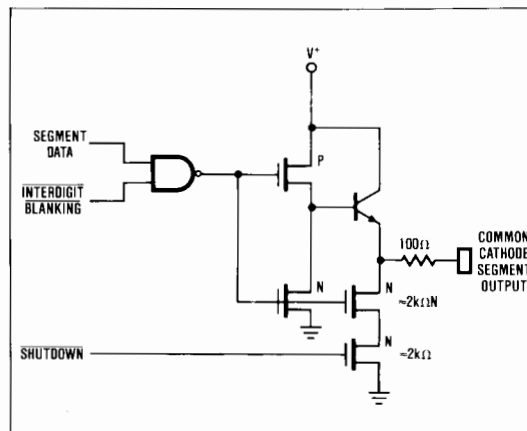 V+
SEGMENT
DATA
INTERDIGIT
BLANKING
P
100Ω
COMMON
CATHODE
SEGMENT
OUTPUT
N
N
≈2kΩN
SHUTDOWN
N
≈2kΩ